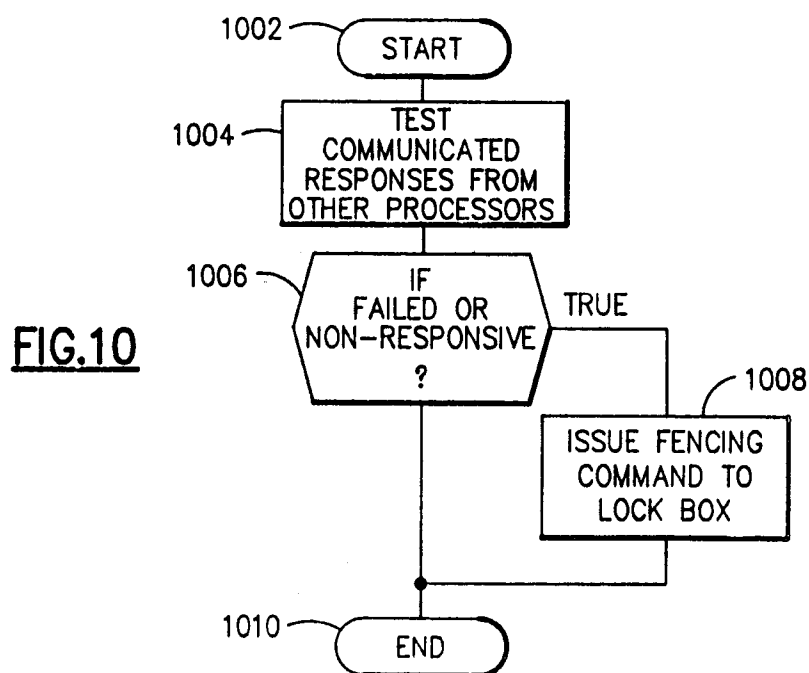 1002
START
1004
TEST
COMMUNICATED
RESPONSES FROM
OTHER PROCESSORS
1006
IF
FAILED OR
NON-RESPONSIVE
?
TRUE
FIG.10
1008
ISSUE FENCING
COMMAND TO
LOCK BOX
1010
END